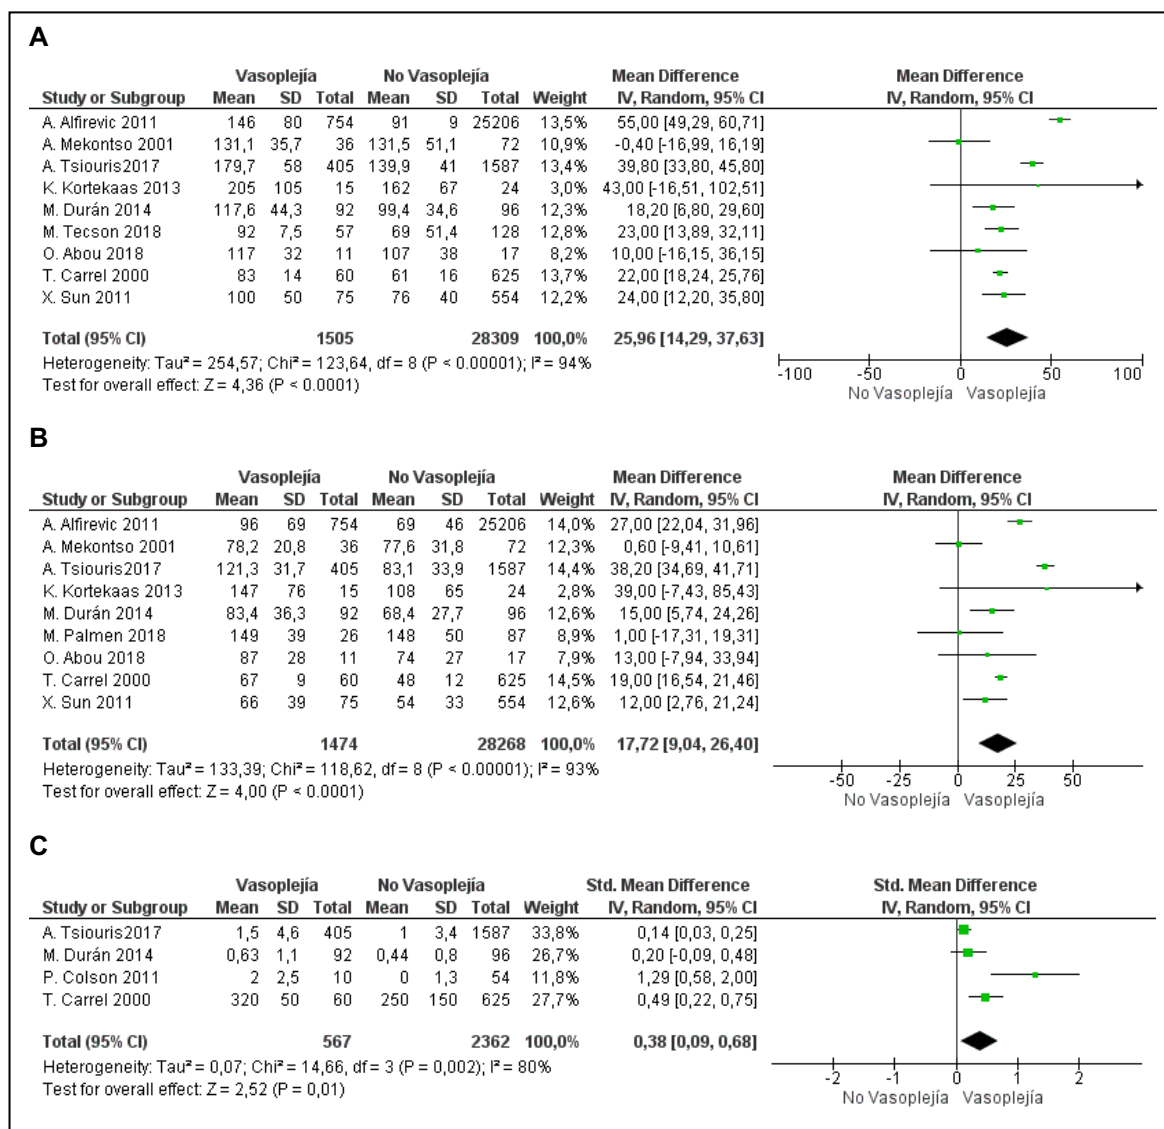 A
Vasoplejía No Vasoplejía Mean Difference Mean Difference
Study or Subgroup Mean SD Total Mean SD Total Weight IV, Random, 95% CI IV, Random, 95% CI
A. Alfirevic 2011 146 80 754 91 9 25206 13,5% 55,00 [49,29, 60,71]
A. Mekontso 2001 131,1 35,7 36 131,5 51,1 72 10,9% -0,40 [-16,99, 16,19]
A. Tsiouris2017 179,7 58 405 139,9 41 1587 13,4% 39,80 [33,80, 45,80]
K. Kortekaas 2013 205 105 15 162 67 24 3,0% 43,00 [-16,51, 102,51]
M. Durán 2014 117,6 44,3 92 99,4 34,6 96 12,3% 18,20 [6,80, 29,60]
M. Tecson 2018 92 7,5 57 69 51,4 128 12,8% 23,00 [13,89, 32,11]
O. Abou 2018 117 32 11 107 38 17 8,2% 10,00 [-16,15, 36,15]
T. Carrel 2000 83 14 60 61 16 625 13,7% 22,00 [18,24, 25,76]
X. Sun 2011 100 50 75 76 40 554 12,2% 24,00 [12,20, 35,80]
Total (95% CI) 1505 28309 100,0% 25,96 [14,29, 37,63]
Heterogeneity: Tau² = 254,57; Chi² = 123,64, df = 8 (P < 0.00001); I² = 94%
Test for overall effect: Z = 4,36 (P < 0.0001)
-100 -50 0 50 100
No Vasoplejía Vasoplejía
B
Vasoplejía No Vasoplejía Mean Difference Mean Difference
Study or Subgroup Mean SD Total Mean SD Total Weight IV, Random, 95% CI IV, Random, 95% CI
A. Alfirevic 2011 96 69 754 69 46 25206 14,0% 27,00 [22,04, 31,96]
A. Mekontso 2001 78,2 20,8 36 77,6 31,8 72 12,3% 0,60 [-9,41, 10,61]
A. Tsiouris2017 121,3 31,7 405 83,1 33,9 1587 14,4% 38,20 [34,69, 41,71]
K. Kortekaas 2013 147 76 15 108 65 24 3,0% 39,00 [-7,43, 85,43]
M. Durán 2014 83,4 36,3 92 68,4 27,7 96 12,6% 15,00 [5,74, 24,26]
M. Palmen 2018 149 39 26 148 50 87 8,9% 1,00 [-17,31, 19,31]
O. Abou 2018 87 28 11 74 27 17 7,9% 13,00 [-7,94, 33,94]
T. Carrel 2000 67 9 60 48 12 625 14,5% 19,00 [16,54, 21,46]
X. Sun 2011 66 39 75 54 33 554 12,6% 12,00 [2,76, 21,24]
Total (95% CI) 1474 28268 100,0% 17,72 [9,04, 26,40]
Heterogeneity: Tau² = 133,39; Chi² = 118,62, df = 8 (P < 0.00001); I² = 93%
Test for overall effect: Z = 4,00 (P < 0.0001)
-50 -25 0 25 50
No Vasoplejía Vasoplejía
C
Vasoplejía No Vasoplejía Std. Mean Difference Std. Mean Difference
Study or Subgroup Mean SD Total Mean SD Total Weight IV, Random, 95% CI IV, Random, 95% CI
A. Tsiouris2017 1,5 4,6 405 1 3,4 1587 33,8% 0,14 [0,03, 0,25]
M. Durán 2014 0,63 1,1 92 0,44 0,8 96 26,7% 0,20 [-0,09, 0,48]
P. Colson 2011 2 2,5 10 0 1,3 54 11,8% 1,29 [0,58, 2,00]
T. Carrel 2000 320 50 60 250 150 625 27,7% 0,49 [0,22, 0,75]
Total (95% CI) 567 2362 100,0% 0,38 [0,09, 0,68]
Heterogeneity: Tau² = 0,07; Chi² = 14,66, df = 3 (P = 0,002); I² = 80%
Test for overall effect: Z = 2,52 (P = 0,01)
-2 -1 0 1 2
No Vasoplejía Vasoplejía